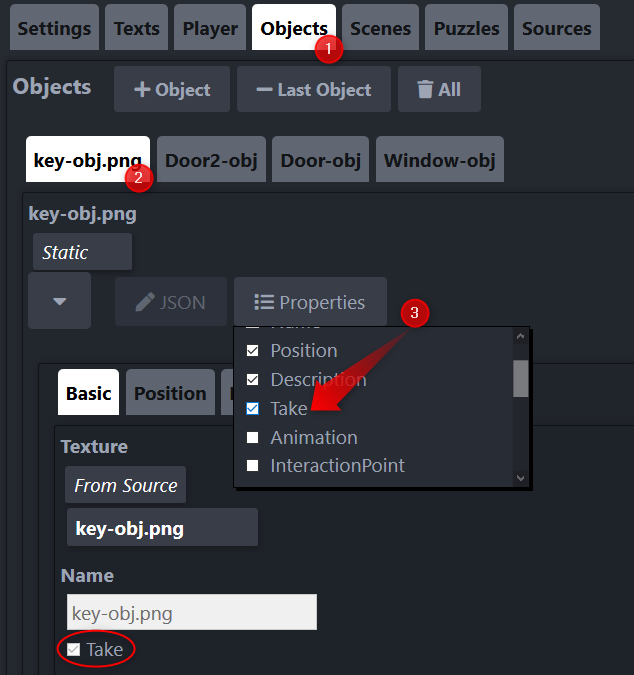 Settings Texts Player Objects Scenes Puzzles Sources
1
Objects + Object − Last Object All
key-obj.png Door2-obj Door-obj Window-obj
2
key-obj.png
Static
JSON Properties
3
Position
Description
Basic Position
Take
Animation
InteractionPoint
Texture
From Source
key-obj.png
Name
key-obj.png
Take